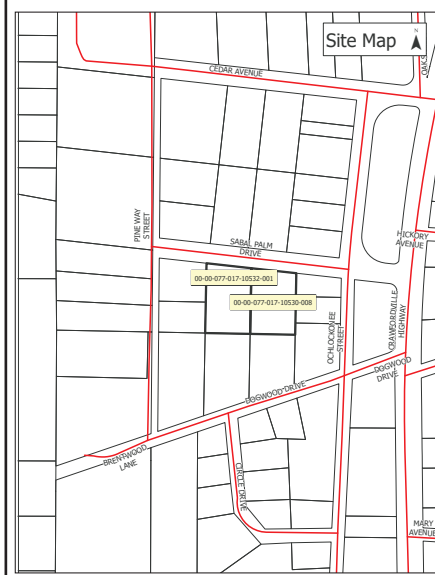 Site Map
N
CEDAR AVENUE
OAKS
PINE WAY
STREET
HICKORY
AVENUE
SABAL PALM
DRIVE
00-00-077-017-10532-001
00-00-077-017-10530-008
OCHLOCKONEE
STREET
CRAWFORDVILLE
HIGHWAY
DOGWOOD
DRIVE
DOGWOOD DRIVE
BRENTWOOD
LANE
CIRCLE DRIVE
MARY
AVENUE